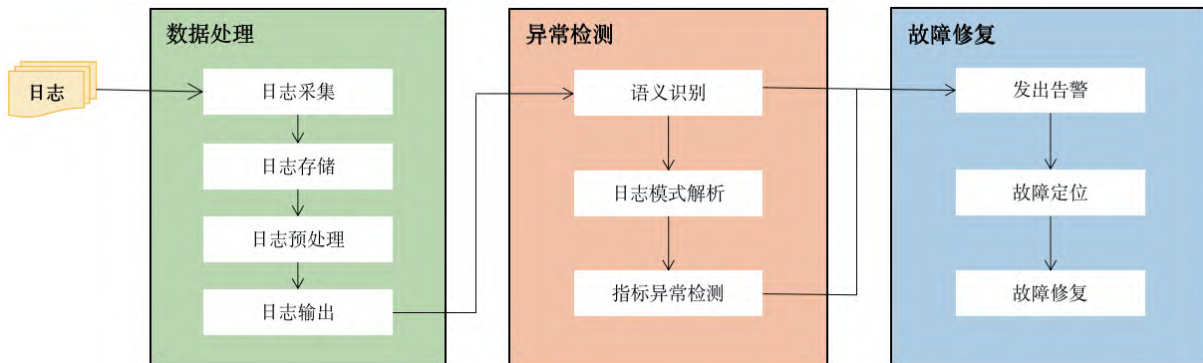 日志
数据处理
日志采集
日志存储
日志预处理
日志输出
异常检测
语义识别
日志模式解析
指标异常检测
故障修复
发出告警
故障定位
故障修复